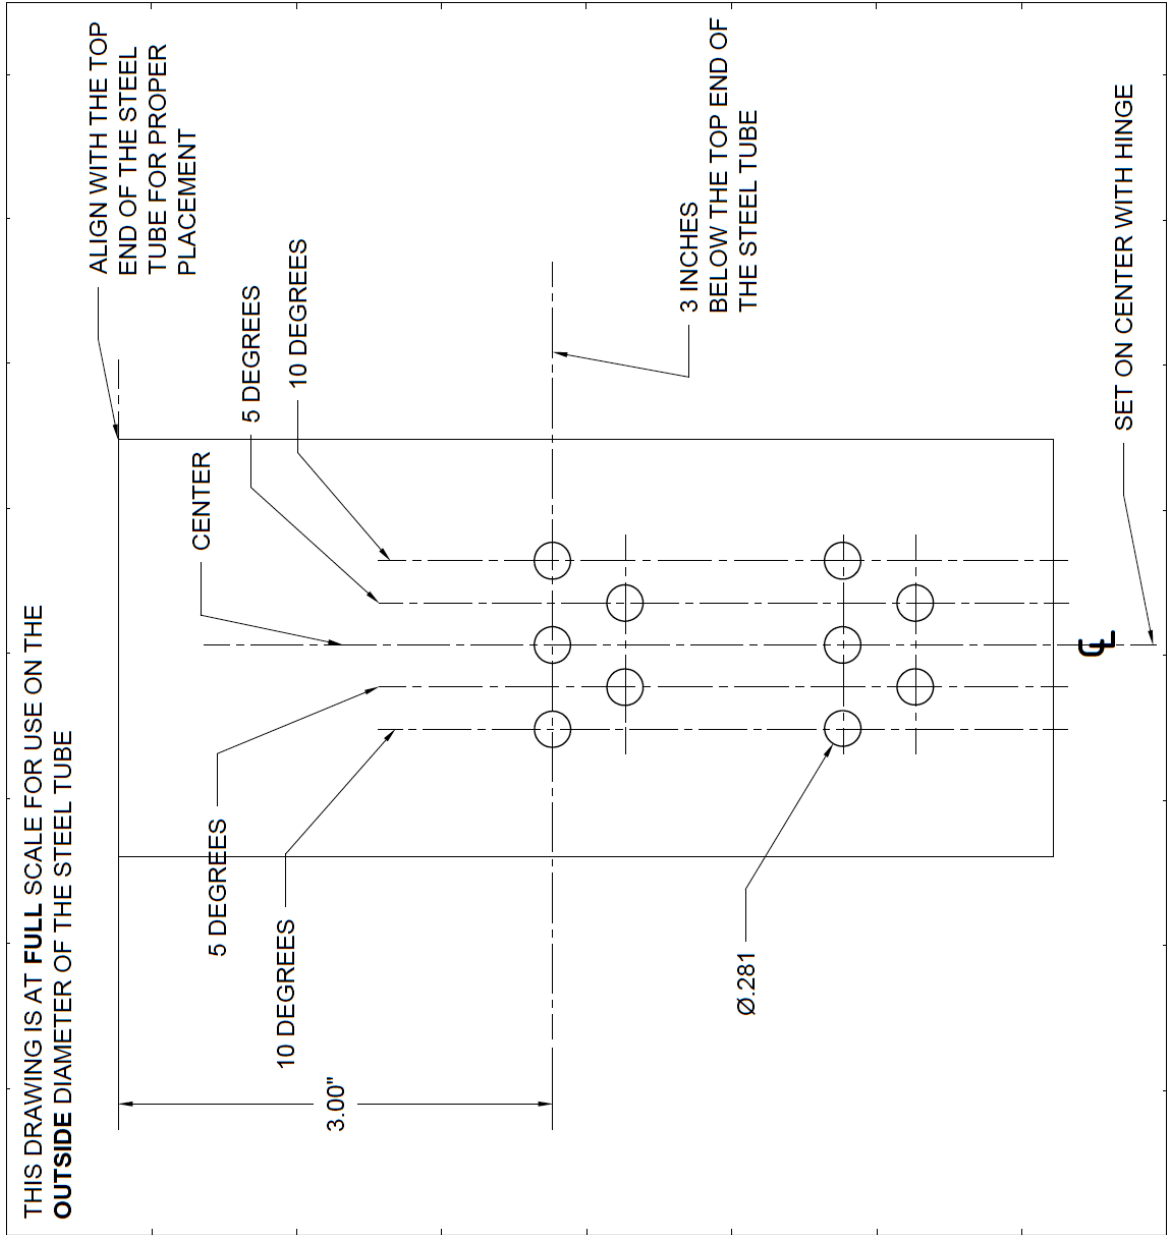 THIS DRAWING IS AT FULL SCALE FOR USE ON THE
OUTSIDE DIAMETER OF THE STEEL TUBE
ALIGN WITH THE TOP
END OF THE STEEL
TUBE FOR PROPER
PLACEMENT
CENTER
5 DEGREES
10 DEGREES
5 DEGREES
10 DEGREES
3.00"
3 INCHES
BELOW THE TOP END OF
THE STEEL TUBE
Ø.281
℄
SET ON CENTER WITH HINGE